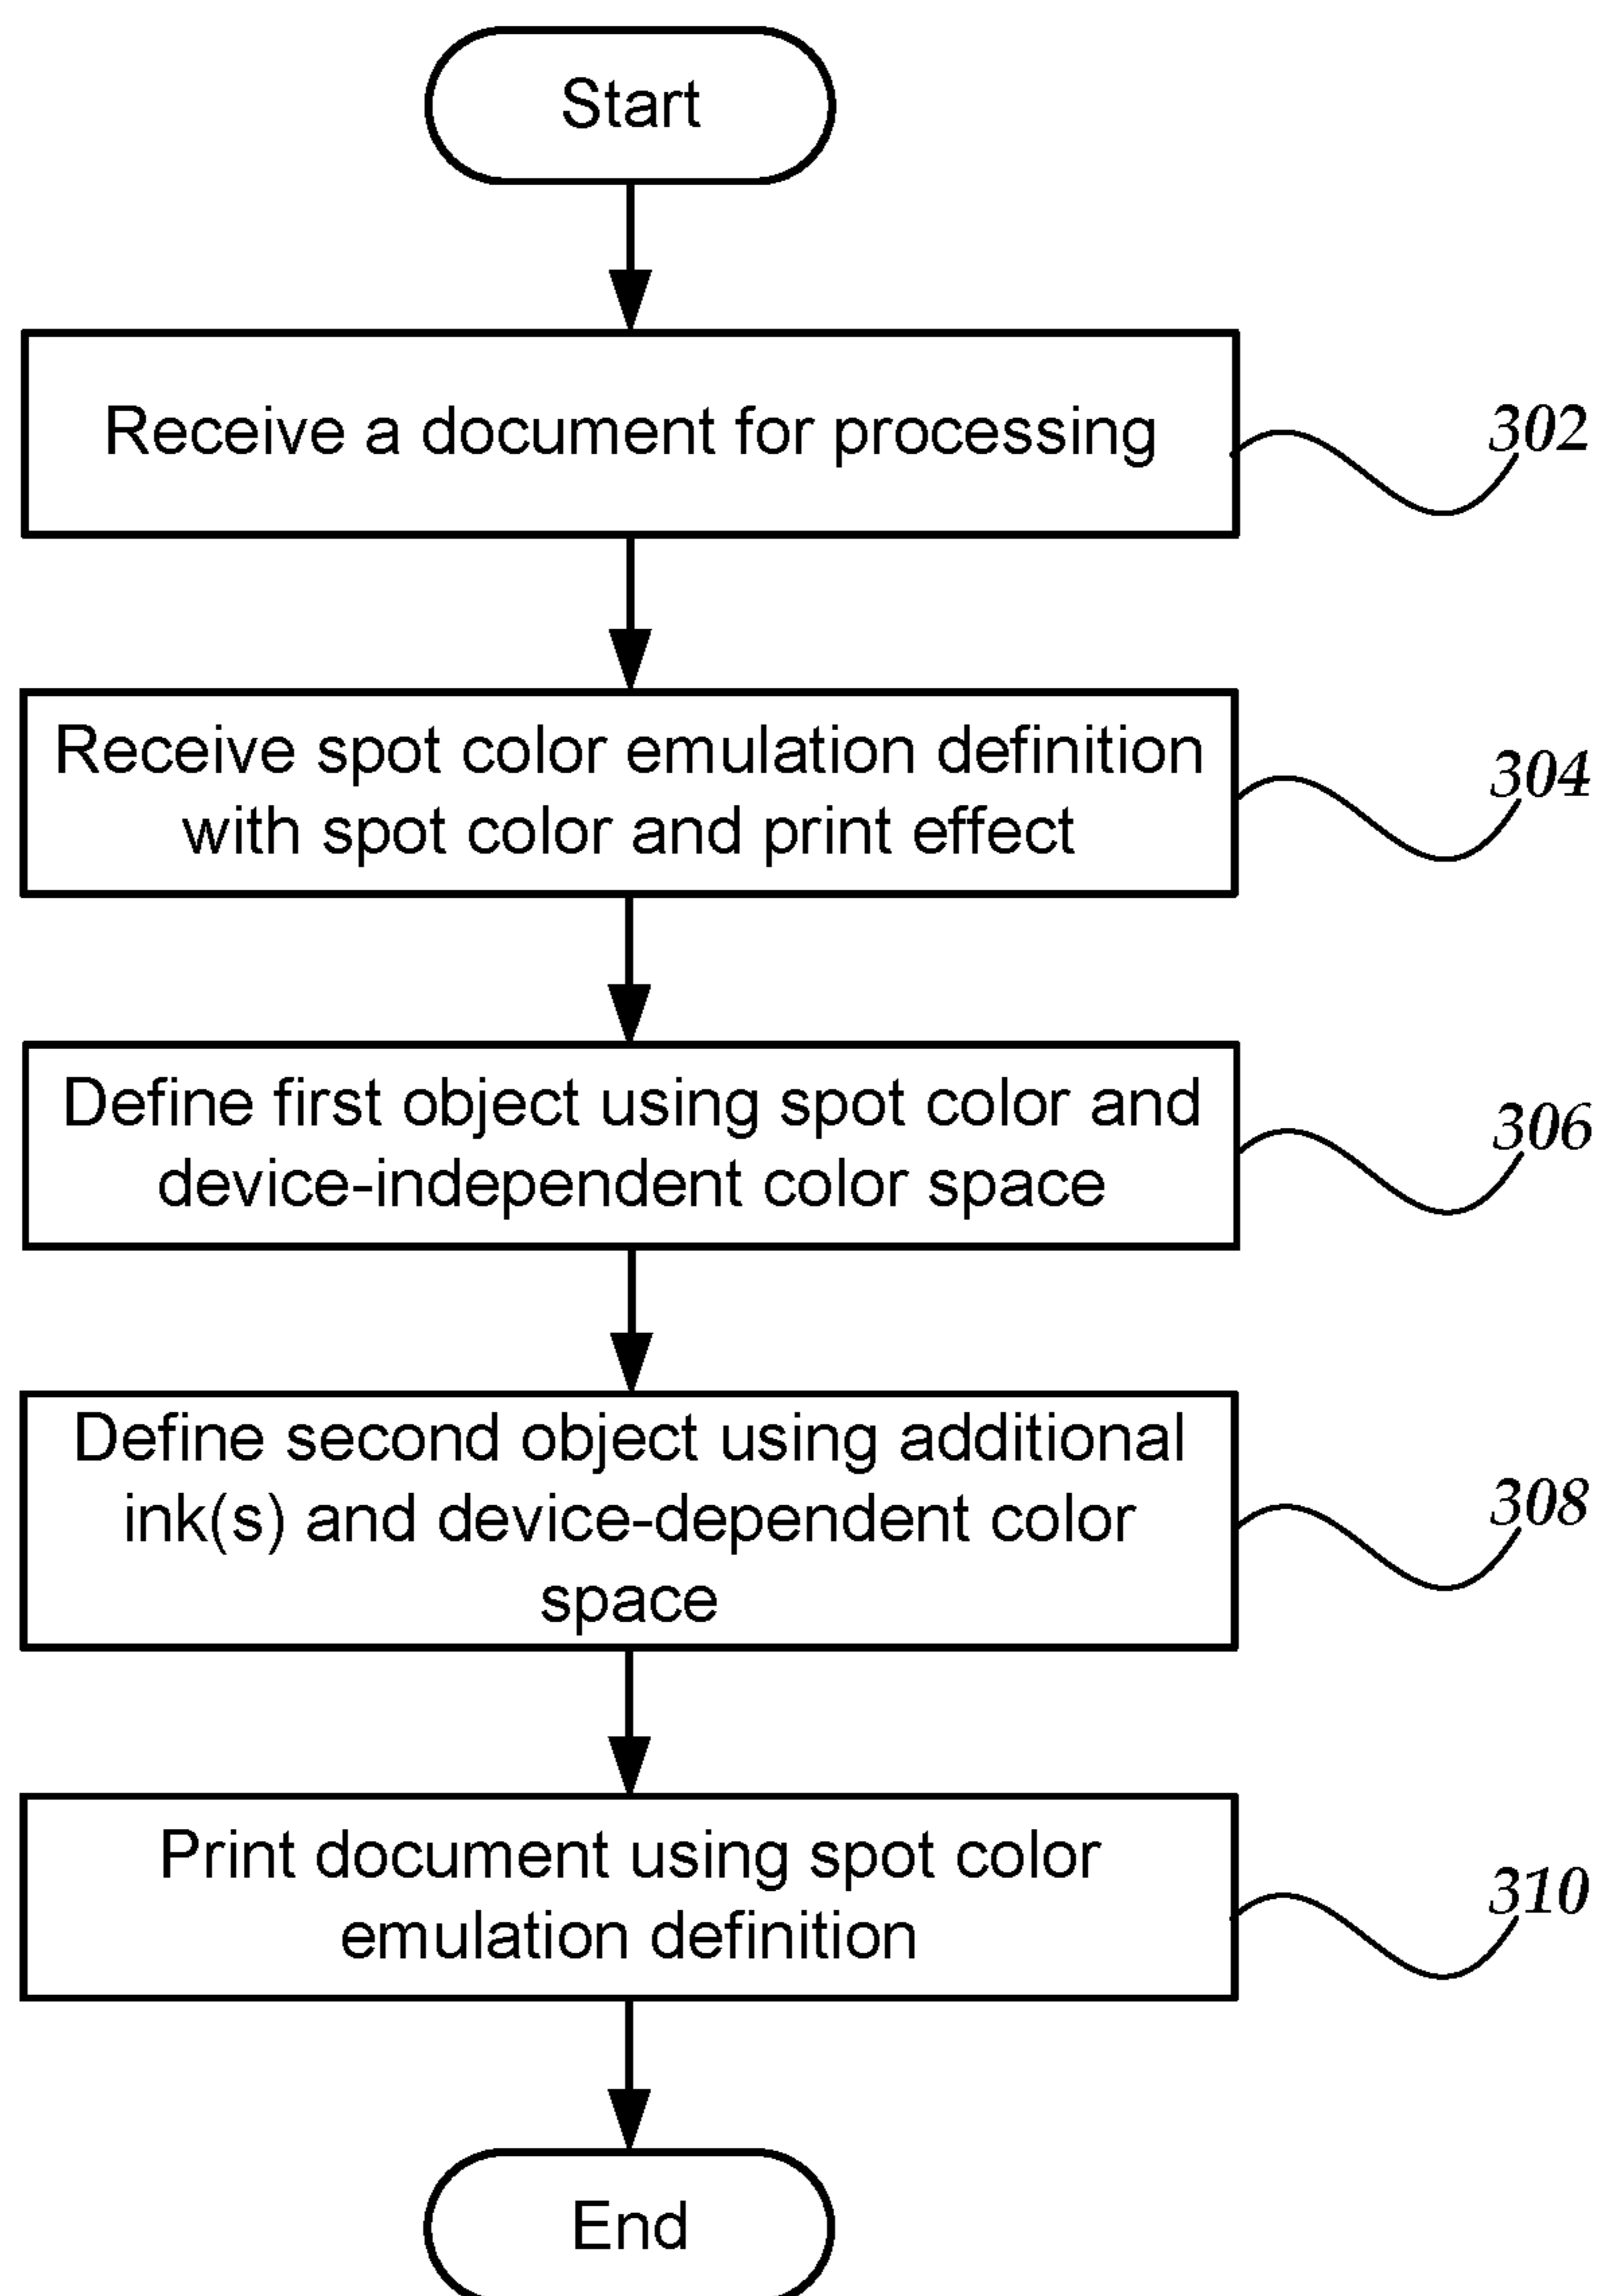 Start
Receive a document for processing
302
Receive spot color emulation definition
with spot color and print effect
304
Define first object using spot color and
device-independent color space
306
Define second object using additional
ink(s) and device-dependent color
space
308
Print document using spot color
emulation definition
310
End